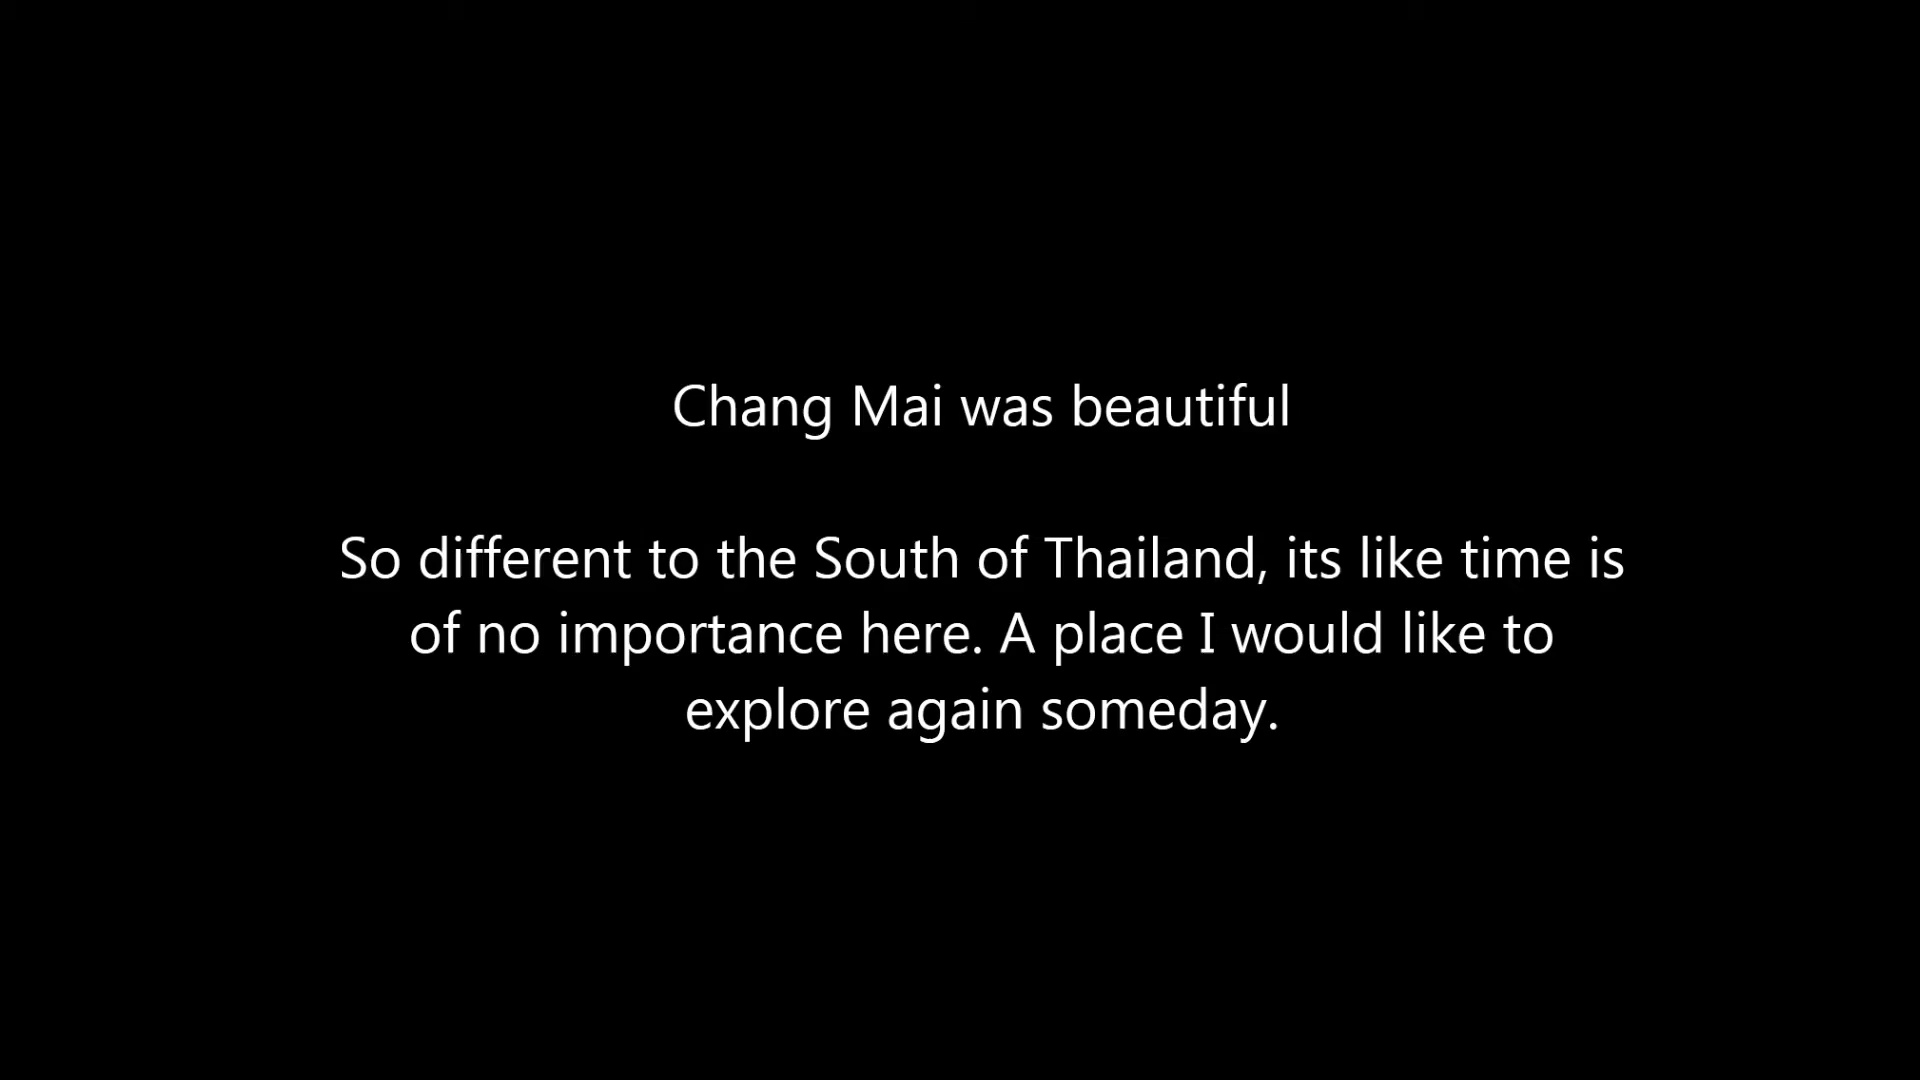 Chang Mai was beautiful
So different to the South of Thailand, its like time is
of no importance here. A place I would like to
explore again someday.